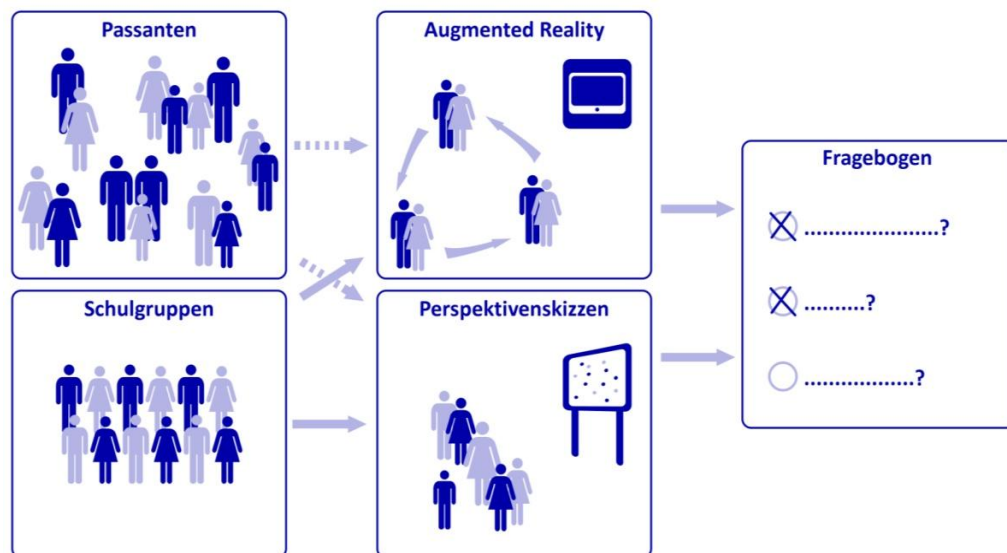 Passanten
Augmented Reality
Fragebogen
.......................?
..........?
...................?
Schulgruppen
Perspektivenskizzen